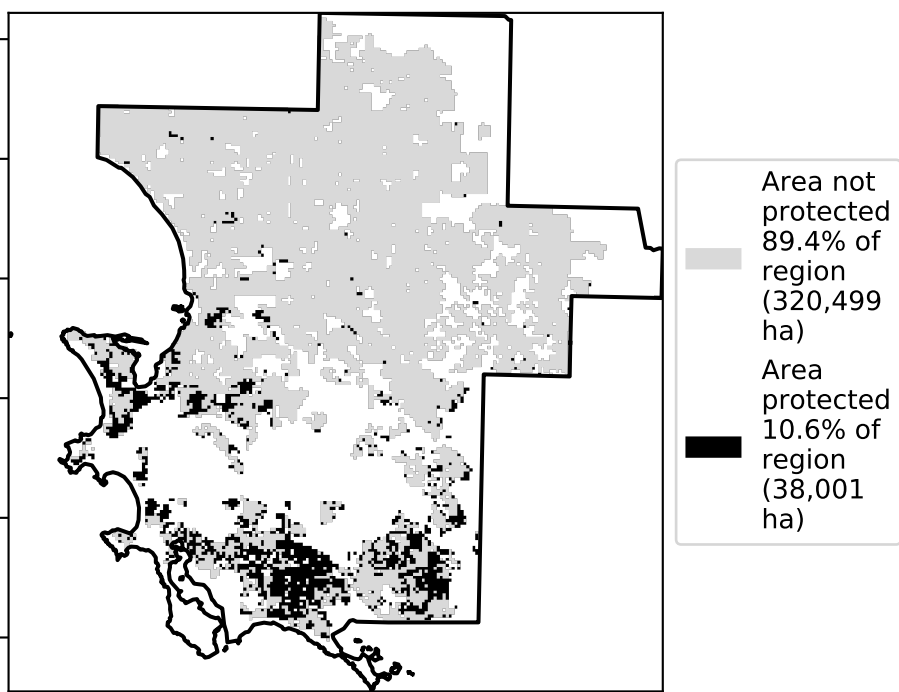 Area not
protected
89.4% of
region
(320,499
ha)
Area
protected
10.6% of
region
(38,001
ha)